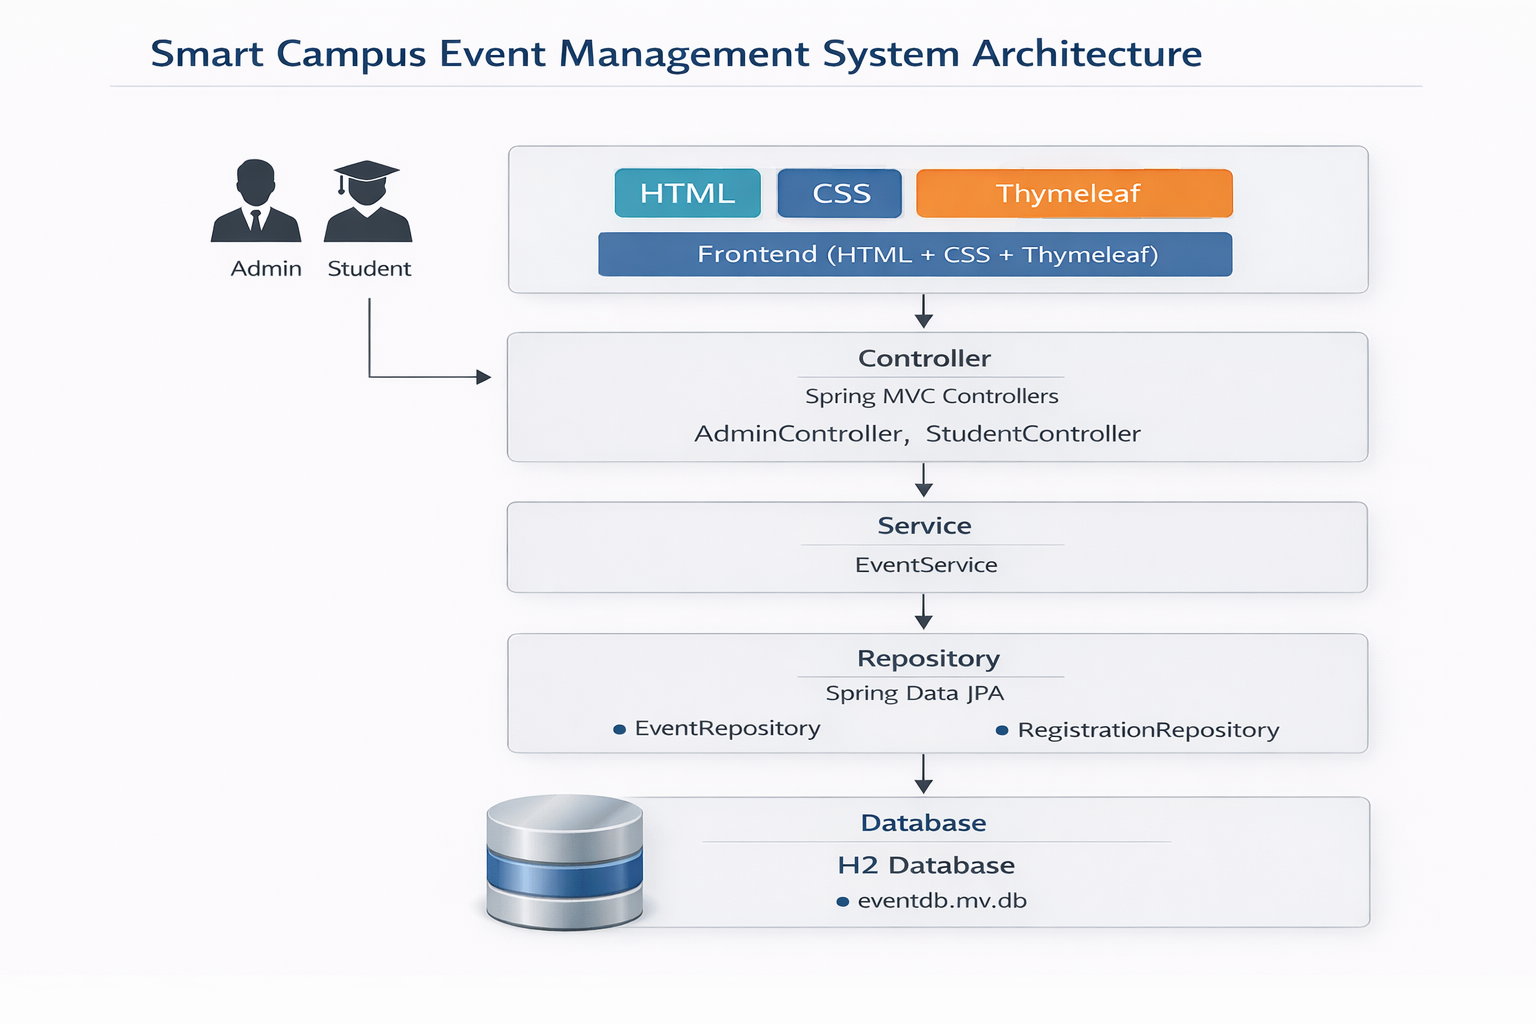 Smart Campus Event Management System Architecture
Admin Student
HTML CSS Thymeleaf
Frontend (HTML + CSS + Thymeleaf)
Controller
Spring MVC Controllers
AdminController, StudentController
Service
EventService
Repository
Spring Data JPA
• EventRepository • RegistrationRepository
Database
H2 Database
• eventdb.mv.db